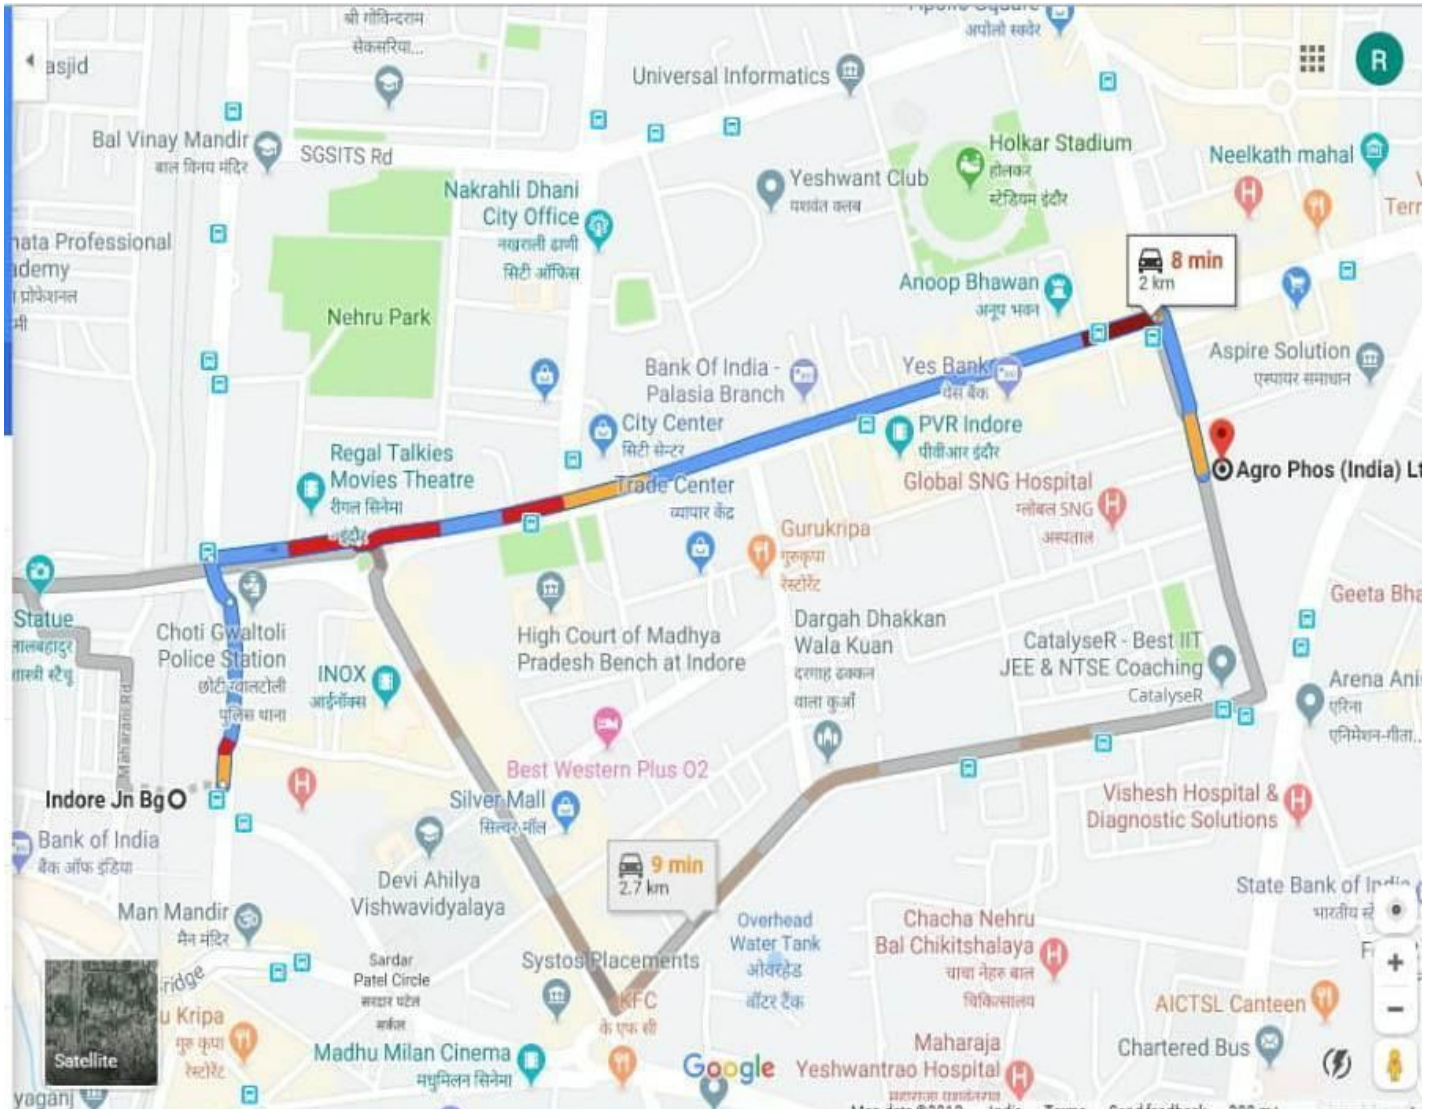 श्री गोविन्दराम
सेकसरिया...
अपोलो स्क्वेर
asjid
Universal Informatics
R
Bal Vinay Mandir
बाल विनय मंदिर
SGSITS Rd
Holkar Stadium
होलकर
स्टेडियम इंदौर
Neelkath mahal
Nakrahli Dhani
City Office
नखराली ढाणी
सिटी ऑफिस
Yeshwant Club
यशवंत क्लब
Terr
nata Professional
ademy
प्रोफेशनल
8 min
2 km
Anoop Bhawan
अनूप भवन
Nehru Park
Bank Of India -
Palasia Branch
Yes Bank
येस बैंक
Aspire Solution
एस्पायर समाधान
City Center
सिटी सेन्टर
PVR Indore
पीवीआर इंदौर
Regal Talkies
Movies Theatre
रीगल सिनेमा
इंदौर
Trade Center
व्यापार केंद्र
Global SNG Hospital
ग्लोबल SNG
अस्पताल
Agro Phos (India) Lt
Gurukripa
गुरुकृपा
रेस्टोरेंट
Statue
लालबहादुर
शास्त्री स्टैचू
Choti Gwaltoli
Police Station
छोटी ग्वालटोली
पुलिस थाना
High Court of Madhya
Pradesh Bench at Indore
Dargah Dhakkan
Wala Kuan
दरगाह ढक्कन
वाला कुआँ
Geeta Bha
CatalyseR - Best IIT
JEE & NTSE Coaching
CatalyseR
INOX
आईनॉक्स
Arena Ani
एरिना
एनिमेशन-गीता...
Maharani Rd
Best Western Plus O2
Indore Jn Bg
Silver Mall
सिल्वर मॉल
Vishesh Hospital &
Diagnostic Solutions
Bank of India
बैंक ऑफ इंडिया
9 min
2.7 km
Devi Ahilya
Vishwavidyalaya
State Bank of India
भारतीय
Man Mandir
मैन मंदिर
Overhead
Water Tank
ओवरहेड
वॉटर टैंक
Chacha Nehru
Bal Chikitshalaya
चाचा नेहरु बाल
चिकित्सालय
Sardar
Patel Circle
सरदार पटेल
सर्कल
Systos Placements
ridge
KFC
के एफ सी
AICTSL Canteen
u Kripa
गुरु कृपा
रेस्टोरेंट
Satellite
Madhu Milan Cinema
मधुमिलन सिनेमा
Google
Maharaja
Yeshwantrao Hospital
Chartered Bus
yaganj